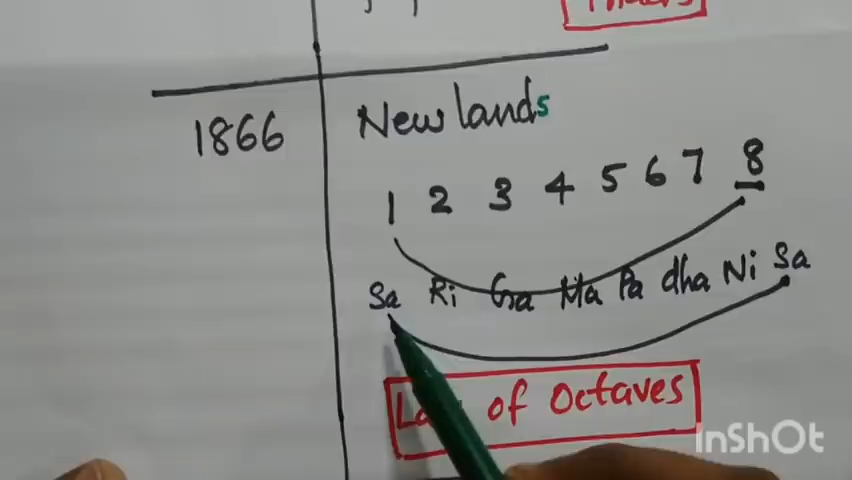 1866
Newlands
1 2 3 4 5 6 7 8
Sa Ri Ga Ma Pa dha Ni Sa
of Octaves
InShOt